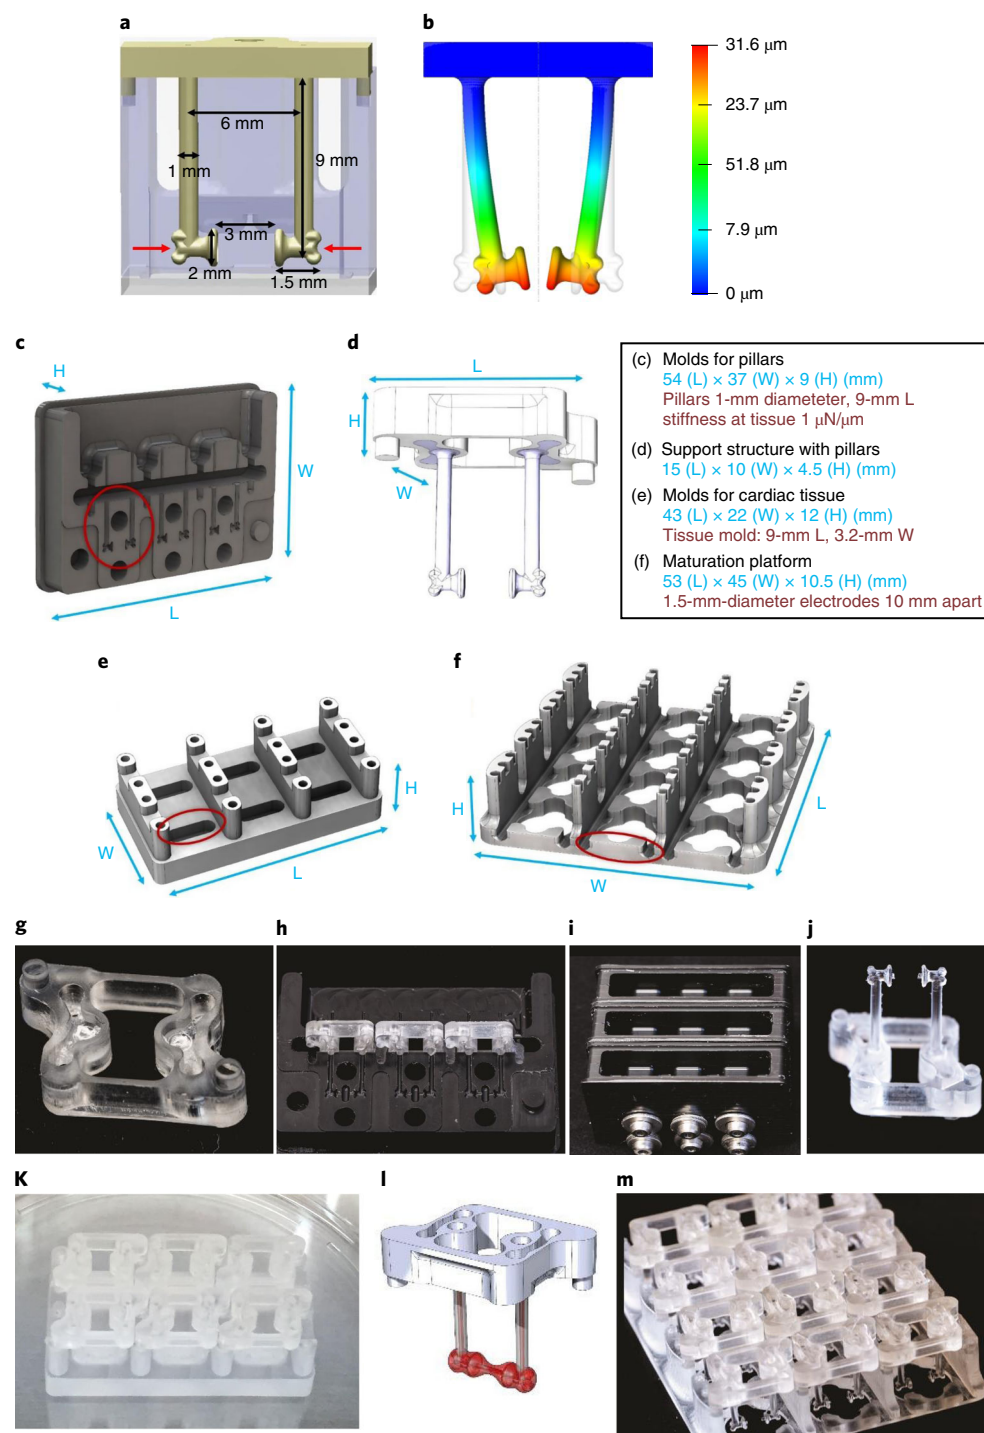 a
b
6 mm
9 mm
1 mm
3 mm
2 mm
1.5 mm
31.6 μm
23.7 μm
51.8 μm
7.9 μm
0 μm
c
H
W
L
d
L
H
W
(c) Molds for pillars
54 (L) × 37 (W) × 9 (H) (mm)
Pillars 1-mm diameteter, 9-mm L
stiffness at tissue 1 μN/μm
(d) Support structure with pillars
15 (L) × 10 (W) × 4.5 (H) (mm)
(e) Molds for cardiac tissue
43 (L) × 22 (W) × 12 (H) (mm)
Tissue mold: 9-mm L, 3.2-mm W
(f) Maturation platform
53 (L) × 45 (W) × 10.5 (H) (mm)
1.5-mm-diameter electrodes 10 mm apart
e
H
W
L
f
H
L
W
g
h
i
j
K
l
m